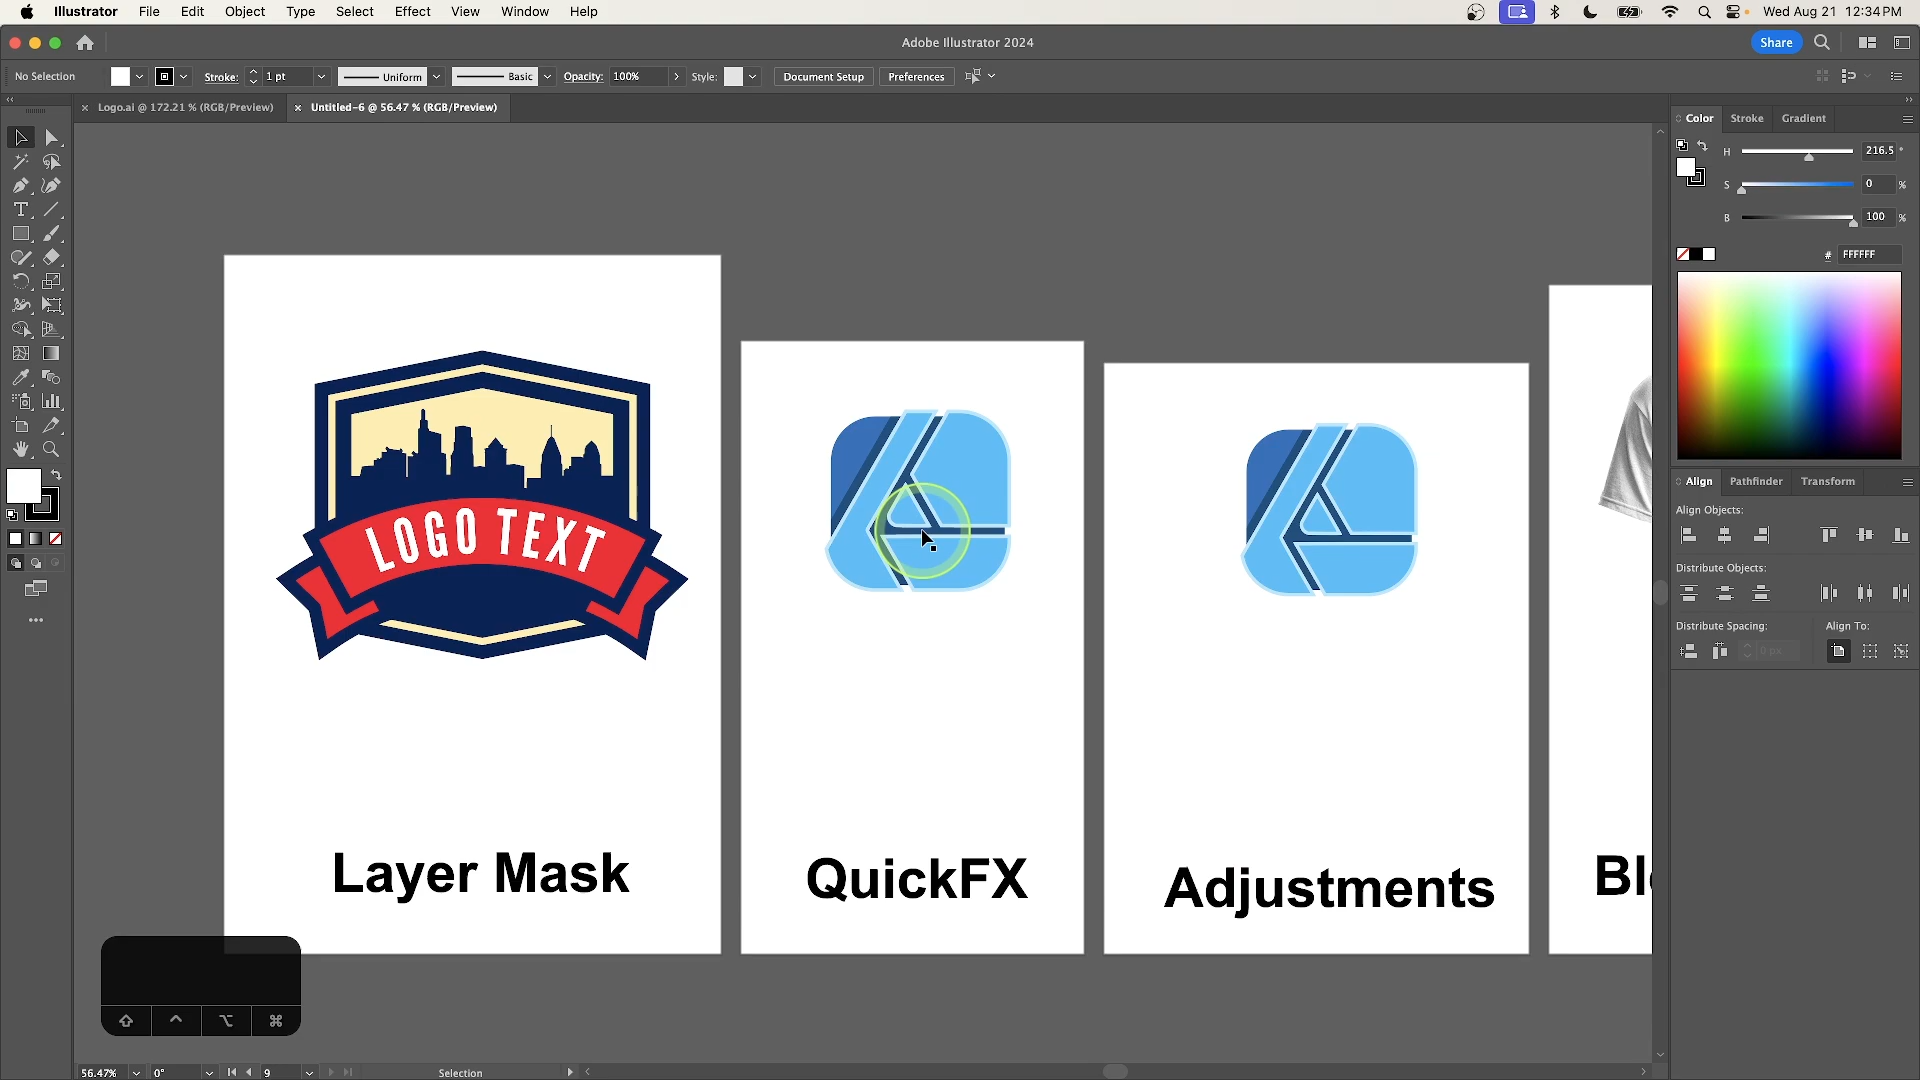 Illustrator File Edit Object Type Select Effect View Window Help Wed Aug 21 12:34 PM
Adobe Illustrator 2024 Share
No Selection Stroke: 1 pt Uniform Basic Opacity: 100% Style: Document Setup Preferences
Logo.ai @ 172.21 % (RGB/Preview) Untitled-6 @ 56.47 % (RGB/Preview)
Color Stroke Gradient
H 216.5 °
S 0 %
B 100 %
# FFFFFF
Align Pathfinder Transform
Align Objects:
Distribute Objects:
Distribute Spacing: Align To:
0 px
LOGO TEXT
Layer Mask
QuickFX
Adjustments
56.47% 0° 9 Selection